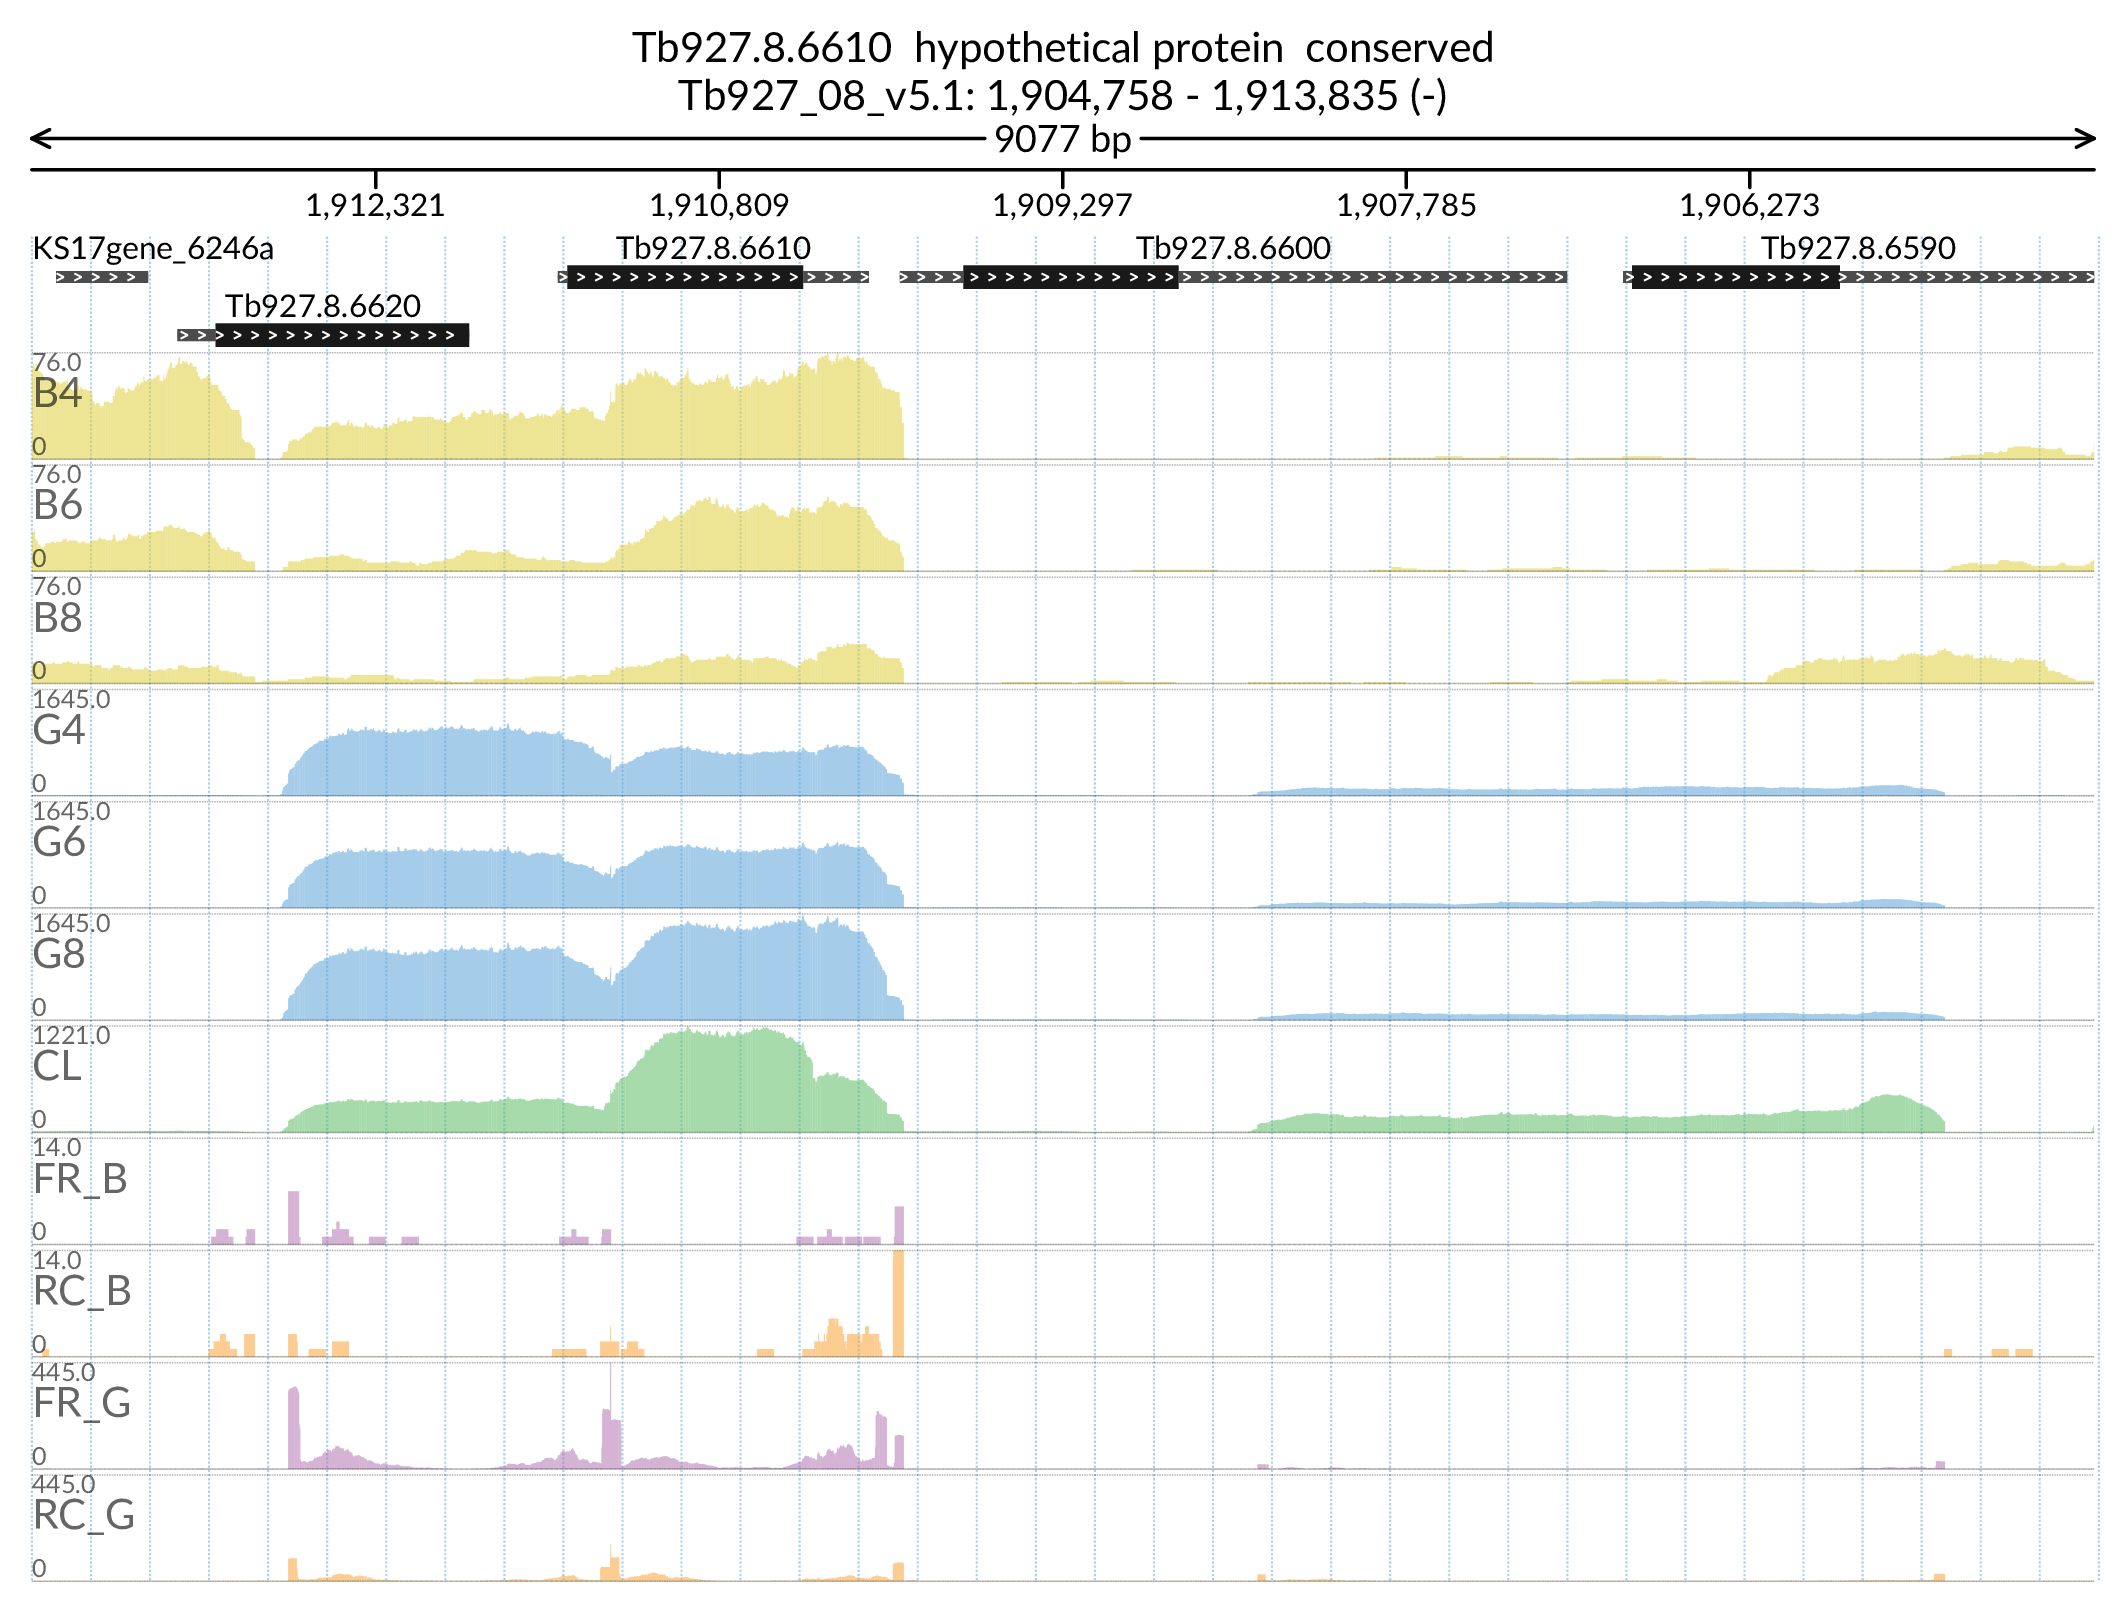 Tb927.8.6610 hypothetical protein conserved
Tb927_08_v5.1: 1,904,758 - 1,913,835 (-)
9077 bp
1,912,321 1,910,809 1,909,297 1,907,785 1,906,273
KS17gene_6246a Tb927.8.6610 Tb927.8.6600 Tb927.8.6590
Tb927.8.6620
76.0
B4
0
76.0
B6
0
76.0
B8
0
1645.0
G4
0
1645.0
G6
0
1645.0
G8
0
1221.0
CL
0
14.0
FR_B
0
14.0
RC_B
0
445.0
FR_G
0
445.0
RC_G
0